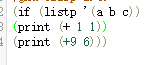 (if (listp '(a b c))
(print (+ 1 1))
(print (+9 6)))